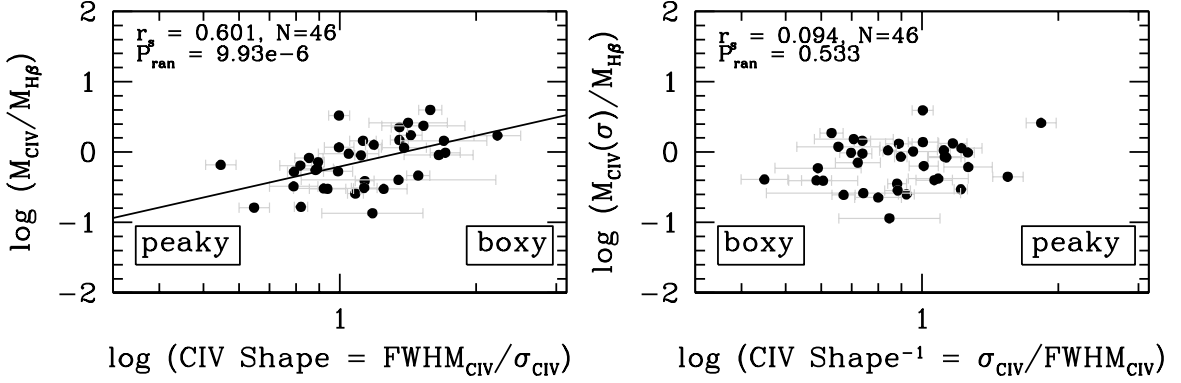 r_s = 0.601, N=46
P_ran = 9.93e-6
2
1
0
−1
−2
log (M_CIV/M_Hβ)
peaky
boxy
1
log (CIV Shape = FWHM_CIV/σ_CIV)
r_s = 0.094, N=46
P_ran = 0.533
2
1
0
−1
−2
log (M_CIV(σ)/M_Hβ)
boxy
peaky
1
log (CIV Shape⁻¹ = σ_CIV/FWHM_CIV)